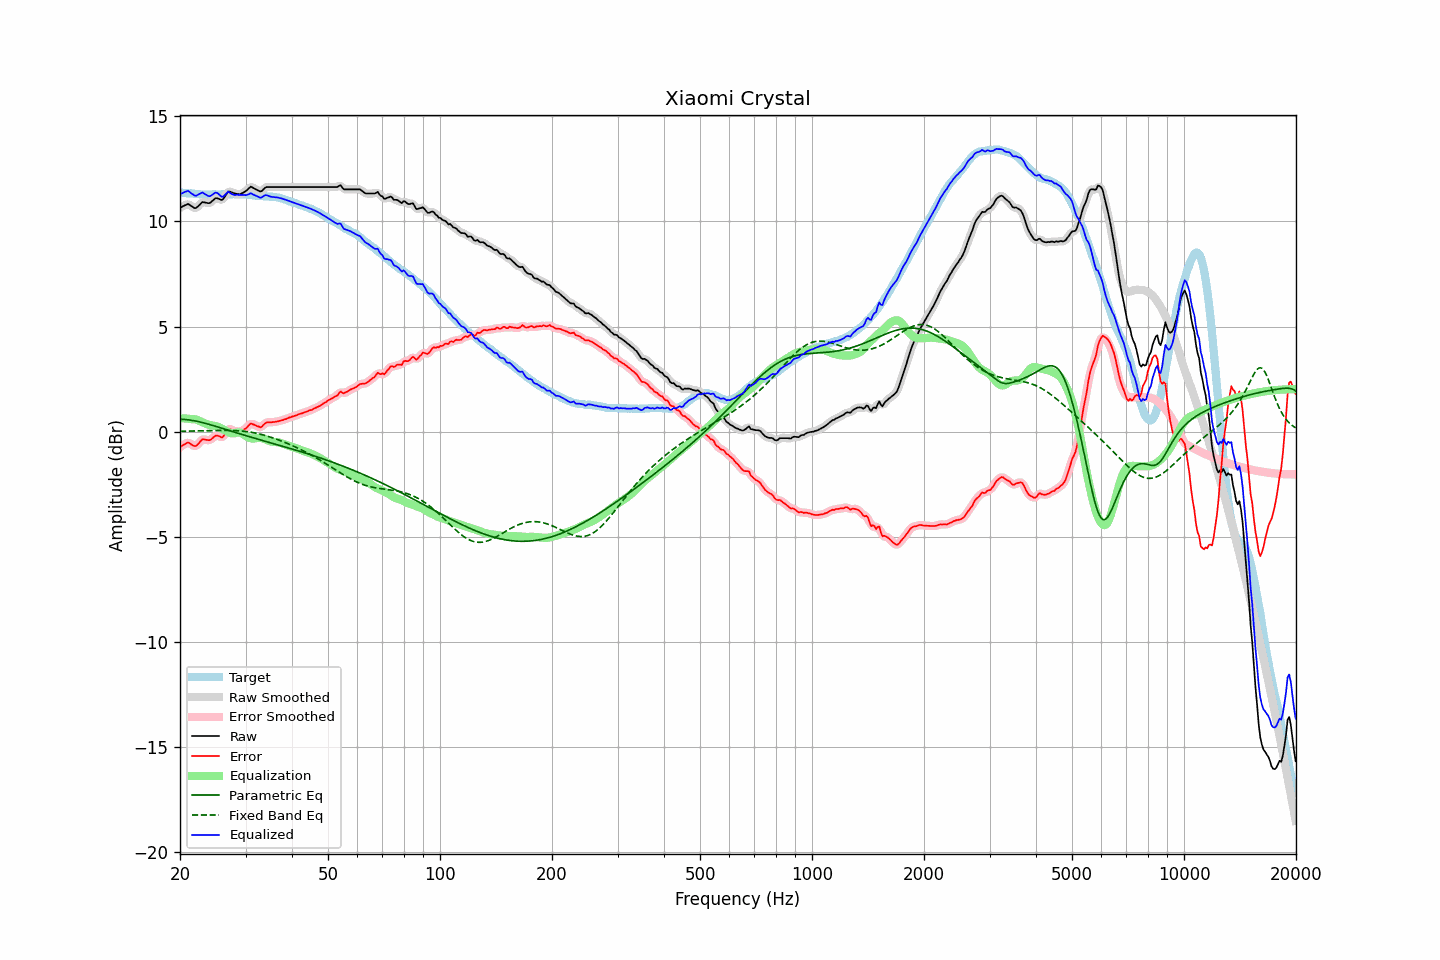 Xiaomi Crystal
15
10
5
0
−5
−10
−15
−20
Amplitude (dBr)
Target
Raw Smoothed
Error Smoothed
Raw
Error
Equalization
Parametric Eq
Fixed Band Eq
Equalized
20
50
100
200
500
1000
2000
5000
10000
20000
Frequency (Hz)